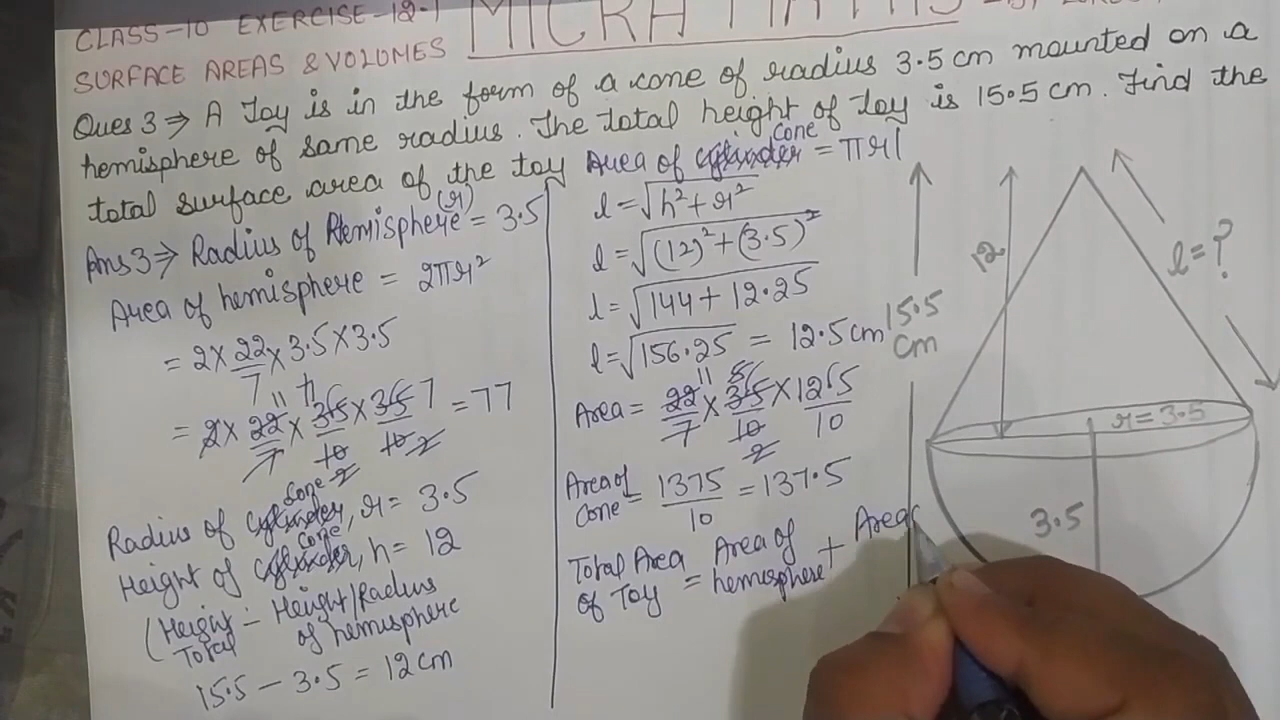 CLASS-10 EXERCISE-12.1
SURFACE AREAS & VOLUMES
MICRA MATHS
Ques 3 ⇒ A Toy is in the form of a cone of radius 3.5 cm mounted on a
hemisphere of same radius. The total height of toy is 15.5 cm. Find the
total surface area of the toy
Ans 3 ⇒ Radius of Hemisphere (r) = 3.5
Area of hemisphere = 2πr²
= 2 × 22/7 × 3.5 × 3.5
= 2 × 22/7 × 35/10 × 35/10 = 77
Radius of cylinder cone, r = 3.5
Height of cylinder cone, h = 12
(Height Total - Height/Radius
of hemisphere
15.5 - 3.5 = 12 cm
Area of cylinder cone = πrl
l = √h² + r²
l = √(12)² + (3.5)²
l = √144 + 12.25
l = √156.25 = 12.5 cm
Area = 22/7 × 35/10 × 125/10
Area of Cone = 1375/10 = 137.5
Total Area of Toy = Area of hemisphere + Area
15.5
cm
12
l = ?
r = 3.5
3.5